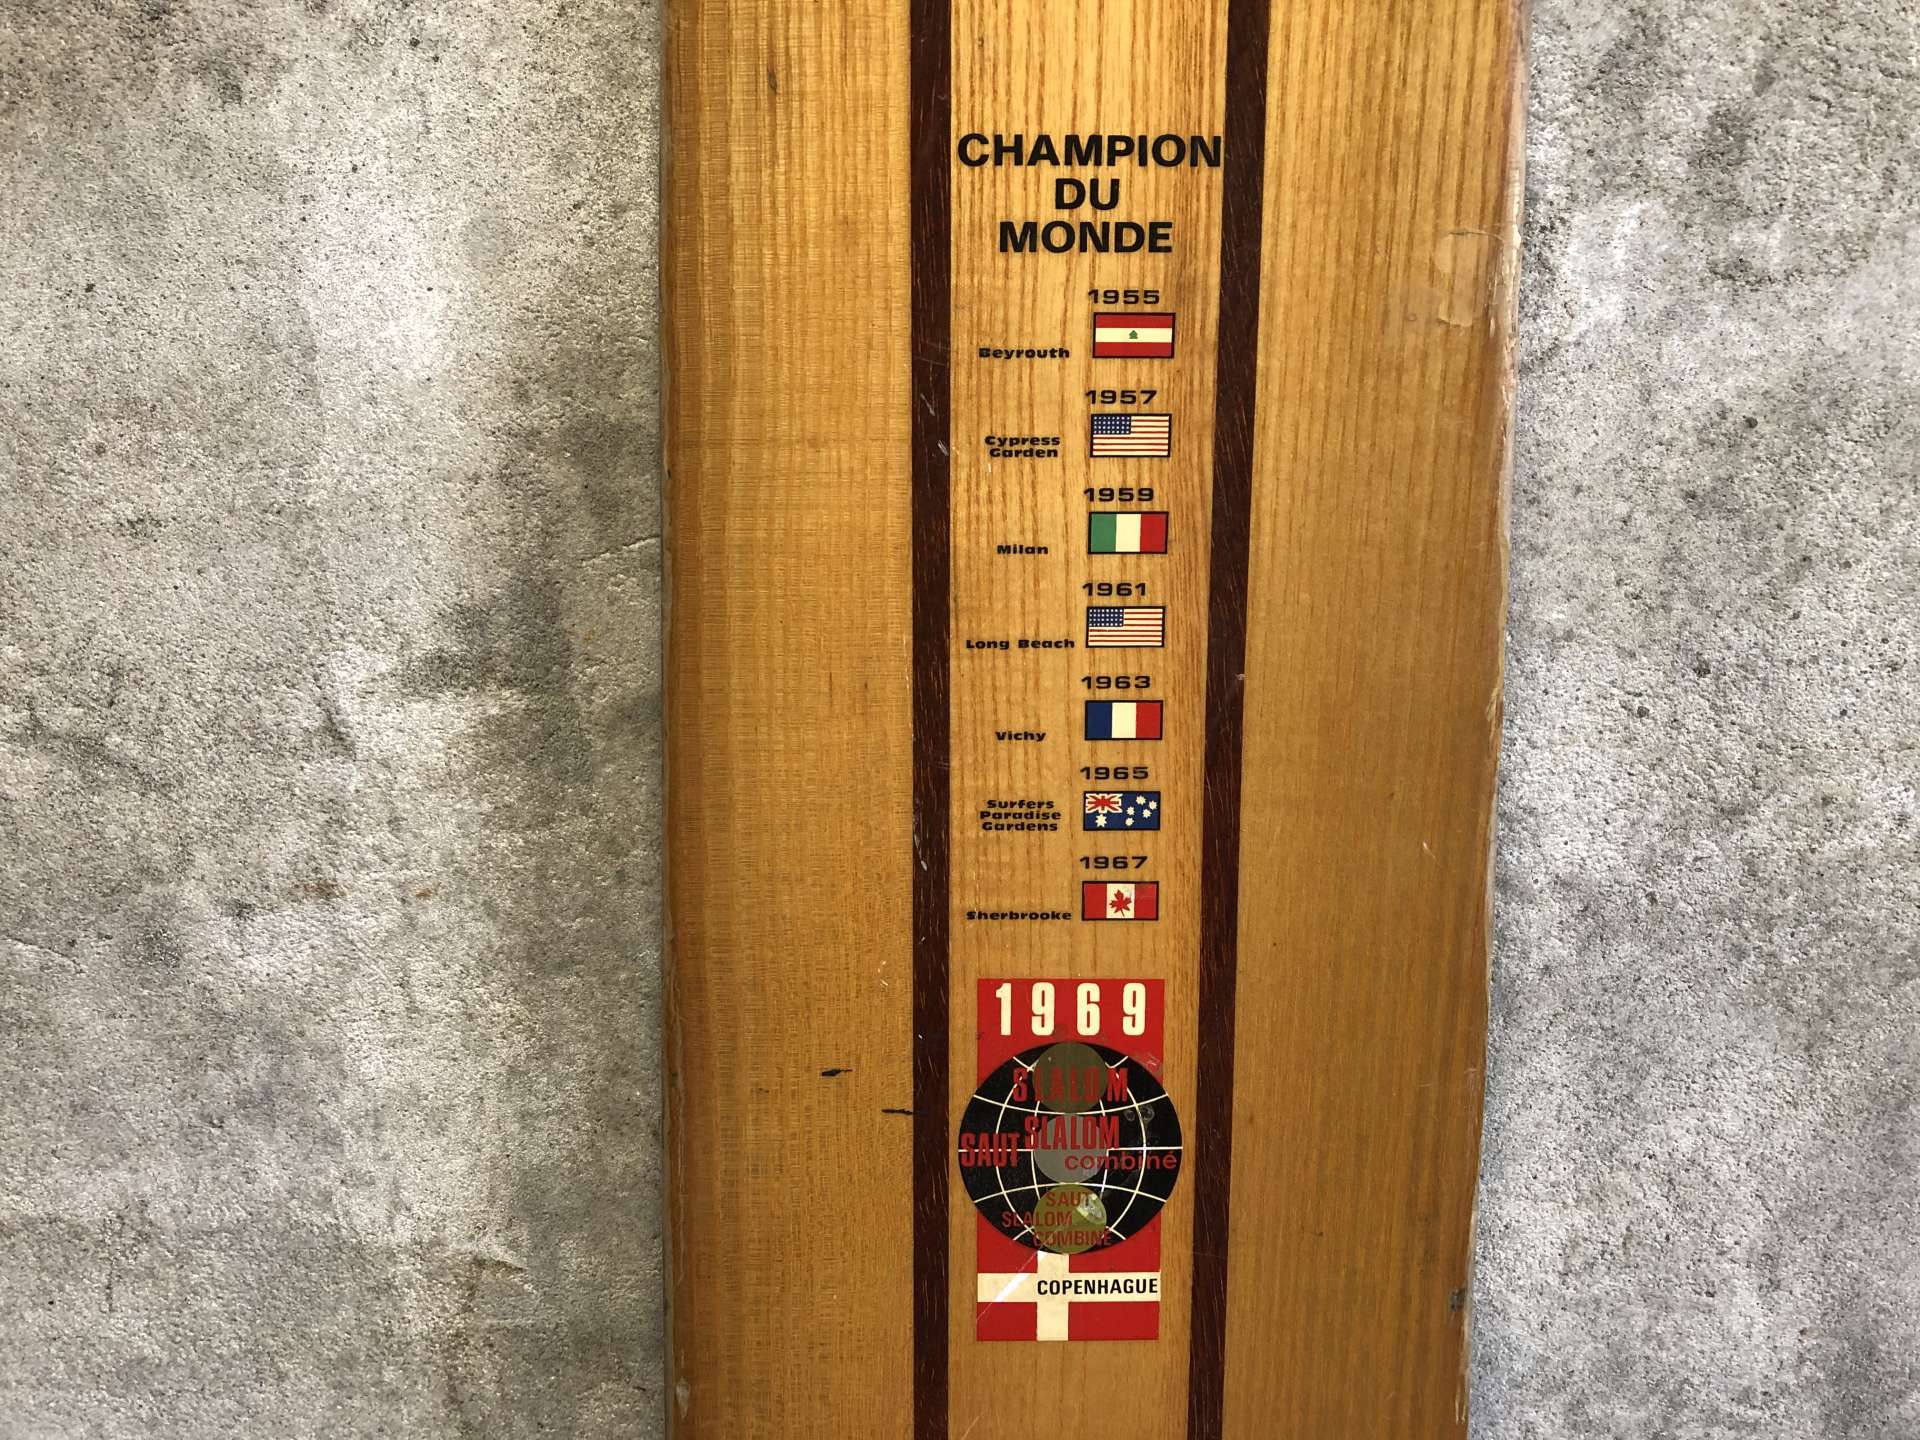 CHAMPION
DU
MONDE
1955
Beyrouth
1957
Cypress
Garden
1959
Milan
1961
Long Beach
1963
Vichy
1965
Surfers
Paradise
Gardens
1967
Sherbrooke
1969
SLALOM
SLALOM
SAUT
combiné
SAUT
SLALOM
COMBINÉ
COPENHAGUE